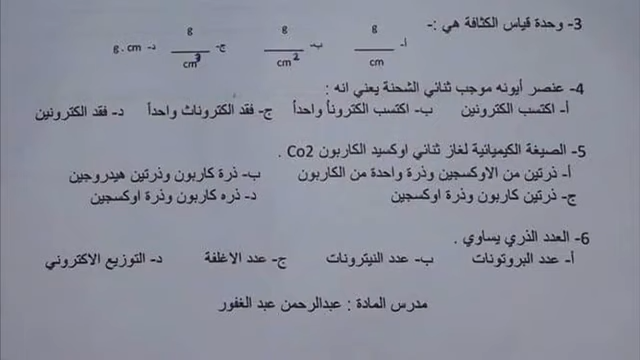 3- وحدة قياس الكثافة هي :-
أ- g/cm ب- g/cm² ج- g/cm³ د- g . cm
4- عنصر أيونه موجب ثنائي الشحنة يعني انه :
أ- اكتسب الكترونين ب- اكتسب الكتروناً واحداً ج- فقد الكتروناً واحداً د- فقد الكترونين
5- الصيغة الكيميائية لغاز ثنائي اوكسيد الكاربون Co2 .
أ- ذرتين من الاوكسجين وذرة واحدة من الكاربون ب- ذرة كاربون وذرتين هيدروجين
ج- ذرتين كاربون وذرة اوكسجين د- ذره كاربون وذرة اوكسجين
6- العدد الذري يساوي .
أ- عدد البروتونات ب- عدد النيترونات ج- عدد الاغلفة د- التوزيع الاكتروني
مدرس المادة : عبدالرحمن عبد الغفور